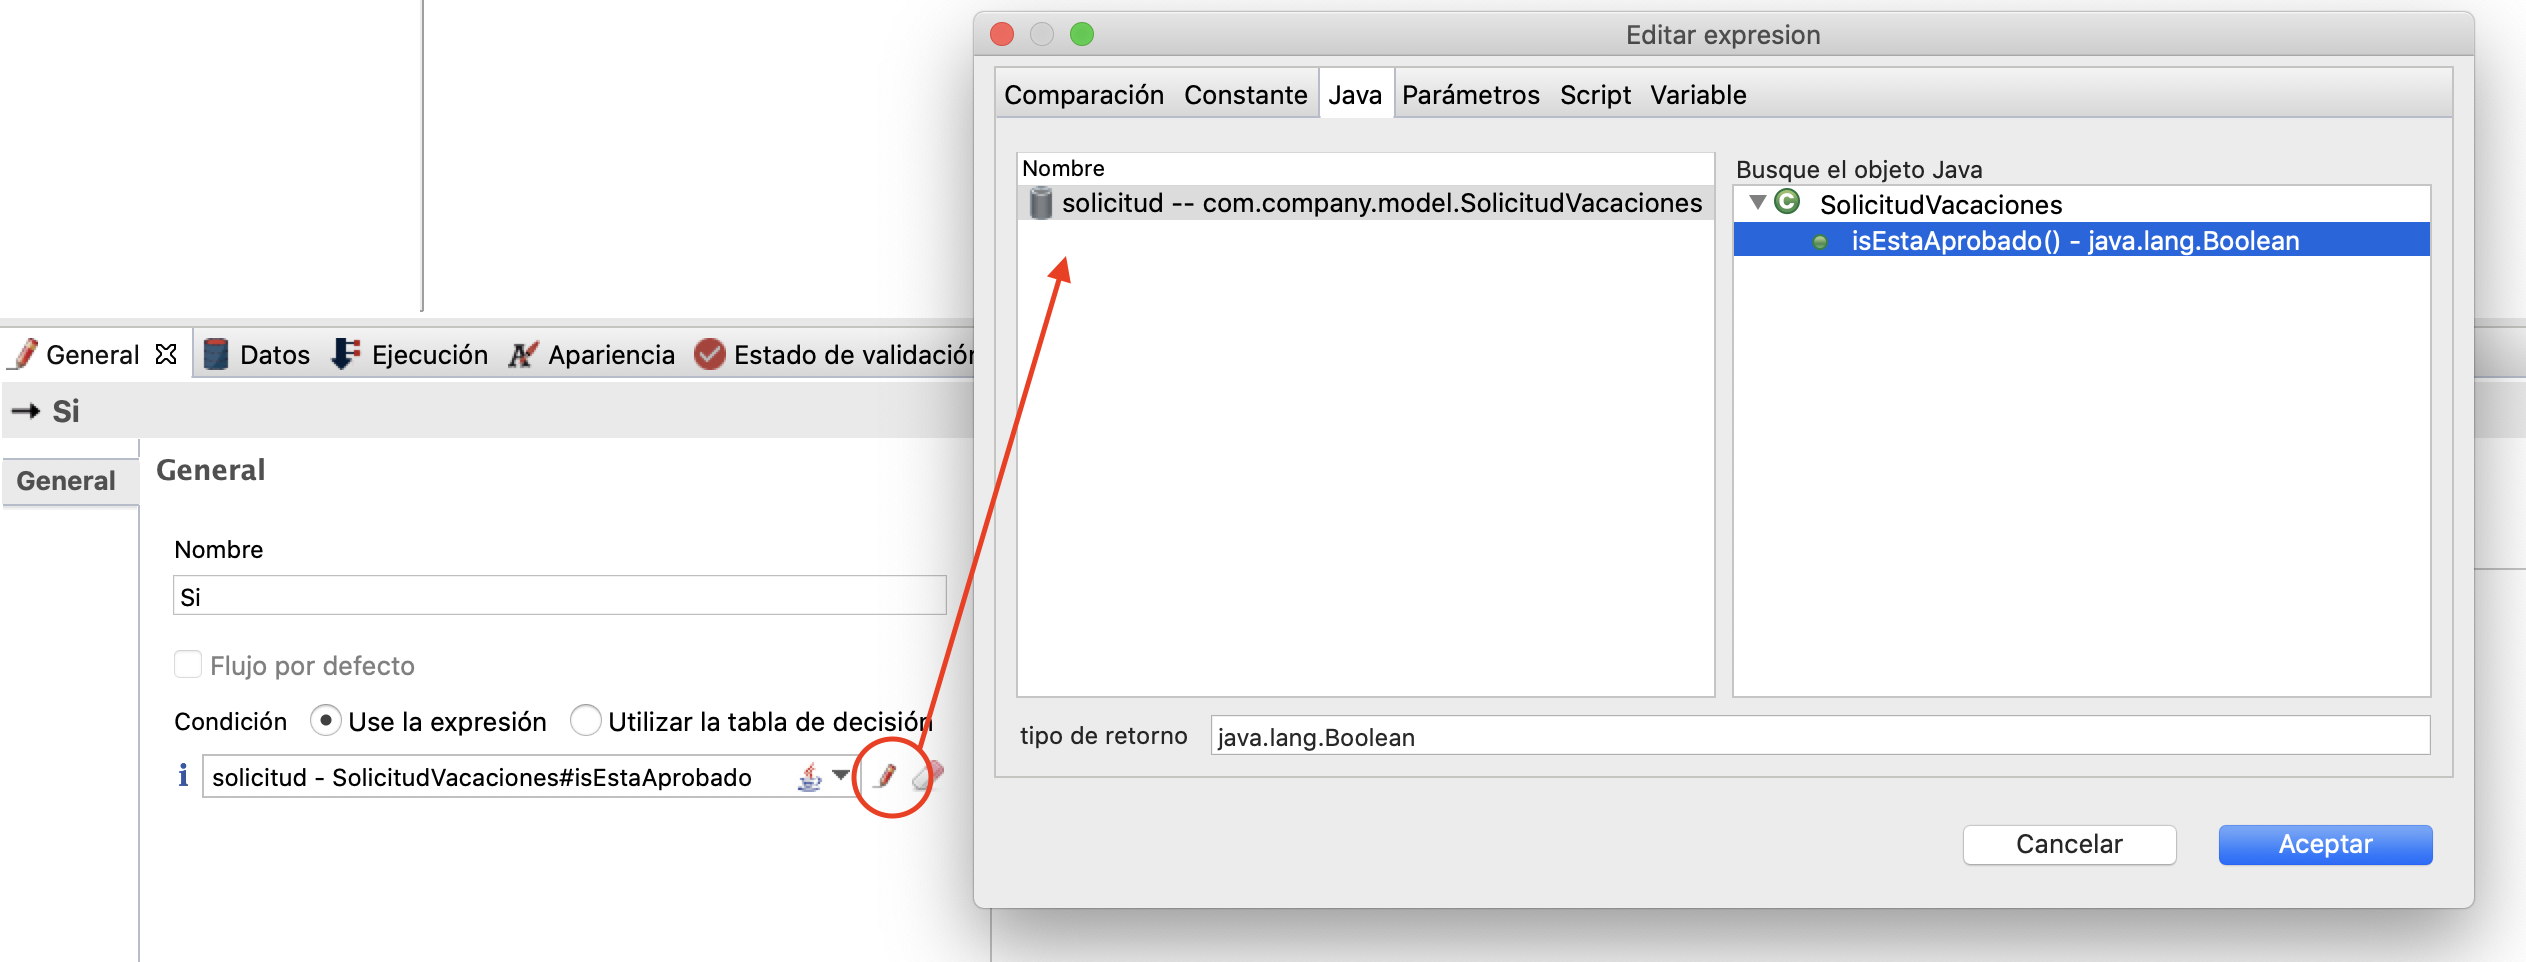 Editar expresion
Comparación Constante Java Parámetros Script Variable
Nombre
solicitud -- com.company.model.SolicitudVacaciones
Busque el objeto Java
SolicitudVacaciones
isEstaAprobado() - java.lang.Boolean
tipo de retorno java.lang.Boolean
Cancelar Aceptar
General Datos Ejecución Apariencia Estado de validación
Si
General
General
Nombre
Si
Flujo por defecto
Condición Use la expresión Utilizar la tabla de decisión
solicitud - SolicitudVacaciones#isEstaAprobado